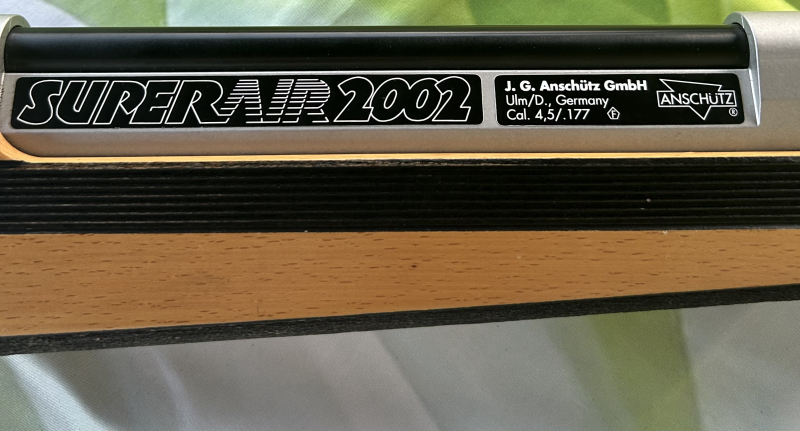 SUPERAIR 2002
J. G. Anschütz GmbH
Ulm/D., Germany
Cal. 4,5/.177 F
ANSCHÜTZ
®